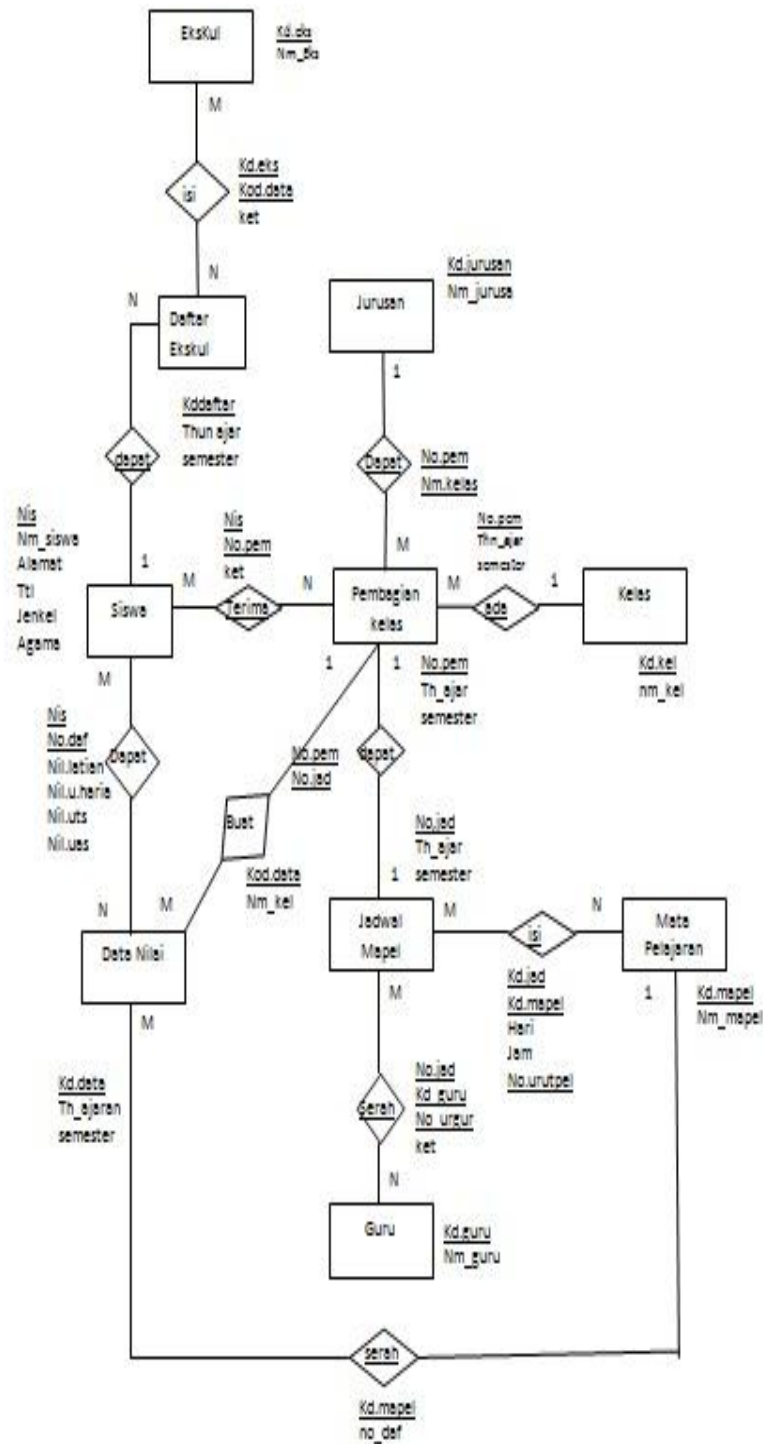 EksKul
Kd.eks
Nm_Eks
M
isi
Kd.eks
Kod.data
ket
N
N
Daftar
Ekskul
Kd.jurusan
Nm_jurusa
Jurusan
1
Kddaftar
Thun ajar
semester
dapat
Dapat
No.pem
Nm.kelas
Nis
Nm_siswa
Alamat
Ttl
Jenkel
Agama
1
Siswa
M
Nis
No.pem
ket
Terima
N
M
Pembagian
kelas
M
No.pem
Thn_ajar
semester
ada
1
Kelas
Kd.kel
nm_kel
M
1
1
No.pem
Th_ajar
semester
Nis
No.daf
Nil.latian
Nil.u.haria
Nil.uts
Nil.uas
Dapat
No.pem
No.jad
dapat
Buat
Kod.data
Nm_kel
No.jad
Th_ajar
semester
N
M
1
Data Nilai
Jadwal
Mapel
M
isi
N
Mata
Pelajaran
M
M
Kd.jad
Kd.mapel
Hari
Jam
No.urutpel
1
Kd.mapel
Nm_mapel
Kd.data
Th_ajaran
semester
Serah
No.jad
Kd_guru
No_urgur
ket
N
Guru
Kd.guru
Nm_guru
serah
Kd.mapel
no_daf